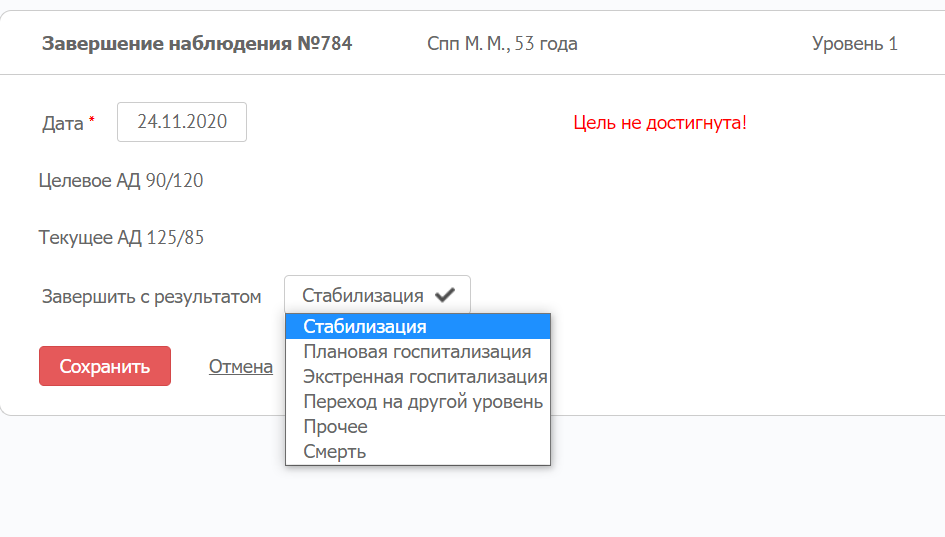 Завершение наблюдения №784 Спп М. М., 53 года Уровень 1
Дата * 24.11.2020 Цель не достигнута!
Целевое АД 90/120
Текущее АД 125/85
Завершить с результатом Стабилизация
Стабилизация
Плановая госпитализация
Сохранить Отмена
Экстренная госпитализация
Переход на другой уровень
Прочее
Смерть